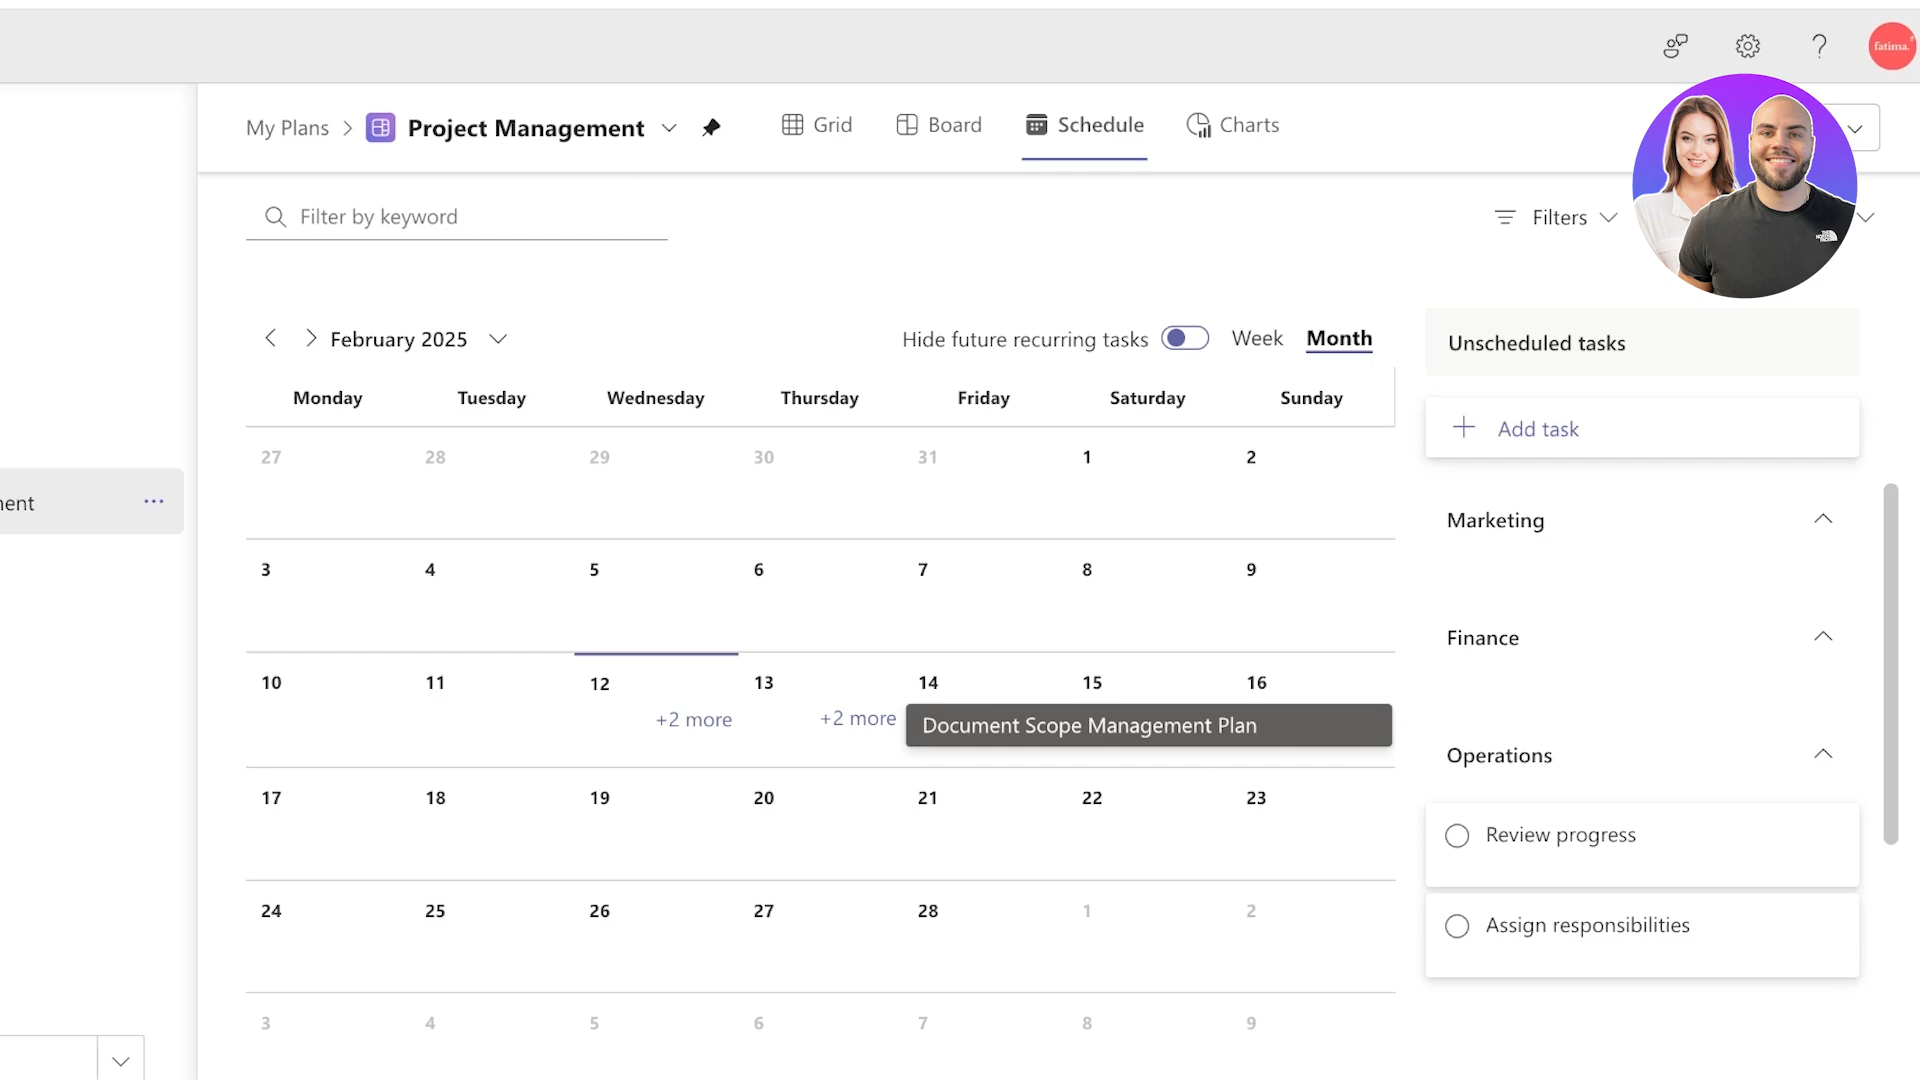 fatima.
My Plans > Project Management
Grid
Board
Schedule
Charts
Filter by keyword
Filters
February 2025
Hide future recurring tasks
Week
Month
Monday Tuesday Wednesday Thursday Friday Saturday Sunday
27 28 29 30 31 1 2
3 4 5 6 7 8 9
10 11 12 13 14 15 16
+2 more +2 more Document Scope Management Plan
17 18 19 20 21 22 23
24 25 26 27 28 1 2
3 4 5 6 7 8 9
Unscheduled tasks
+ Add task
Marketing
Finance
Operations
Review progress
Assign responsibilities
...